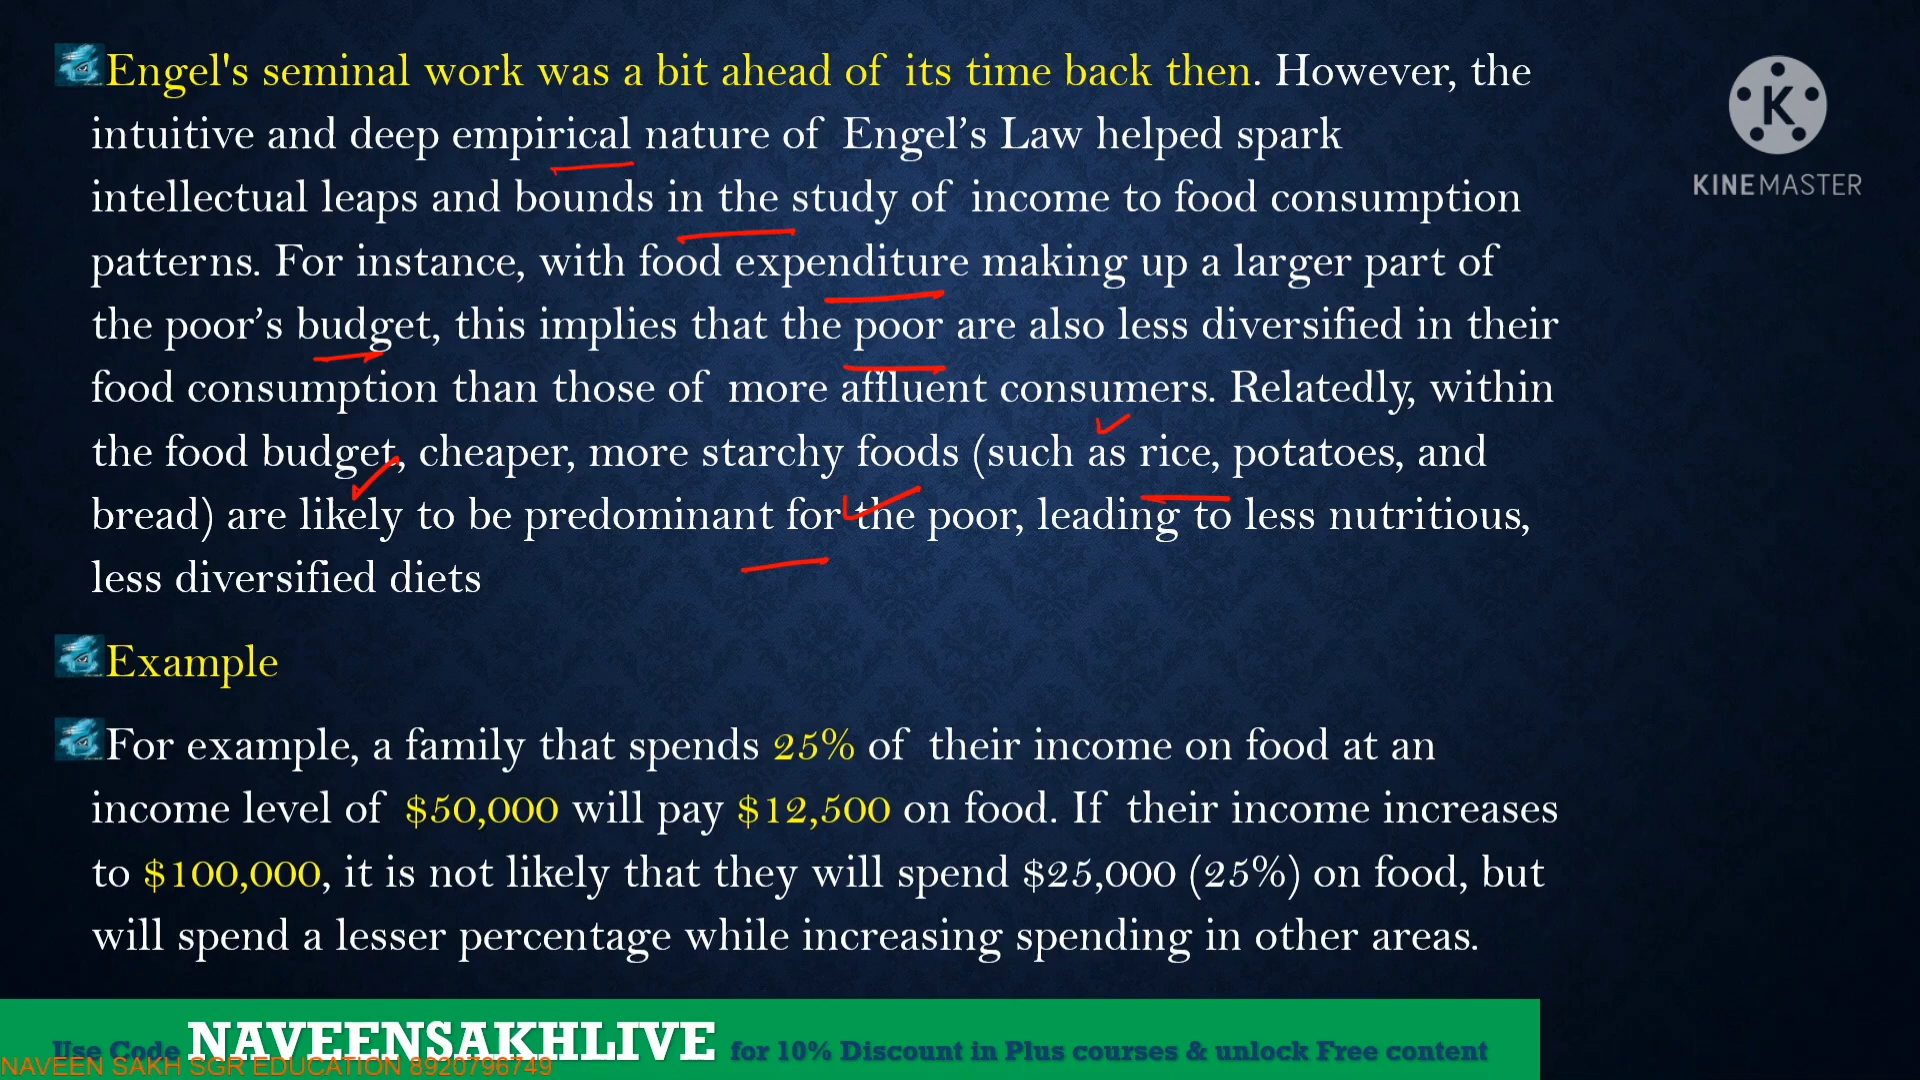 Engel's seminal work was a bit ahead of its time back then. However, the
intuitive and deep empirical nature of Engel’s Law helped spark
intellectual leaps and bounds in the study of income to food consumption
patterns. For instance, with food expenditure making up a larger part of
the poor’s budget, this implies that the poor are also less diversified in their
food consumption than those of more affluent consumers. Relatedly, within
the food budget, cheaper, more starchy foods (such as rice, potatoes, and
bread) are likely to be predominant for the poor, leading to less nutritious,
less diversified diets
Example
For example, a family that spends 25% of their income on food at an
income level of $50,000 will pay $12,500 on food. If their income increases
to $100,000, it is not likely that they will spend $25,000 (25%) on food, but
will spend a lesser percentage while increasing spending in other areas.
K
KINEMASTER
Use Code NAVEENSAKHLIVE for 10% Discount in Plus courses & unlock Free content
NAVEEN SAKH SGR EDUCATION 8920796749